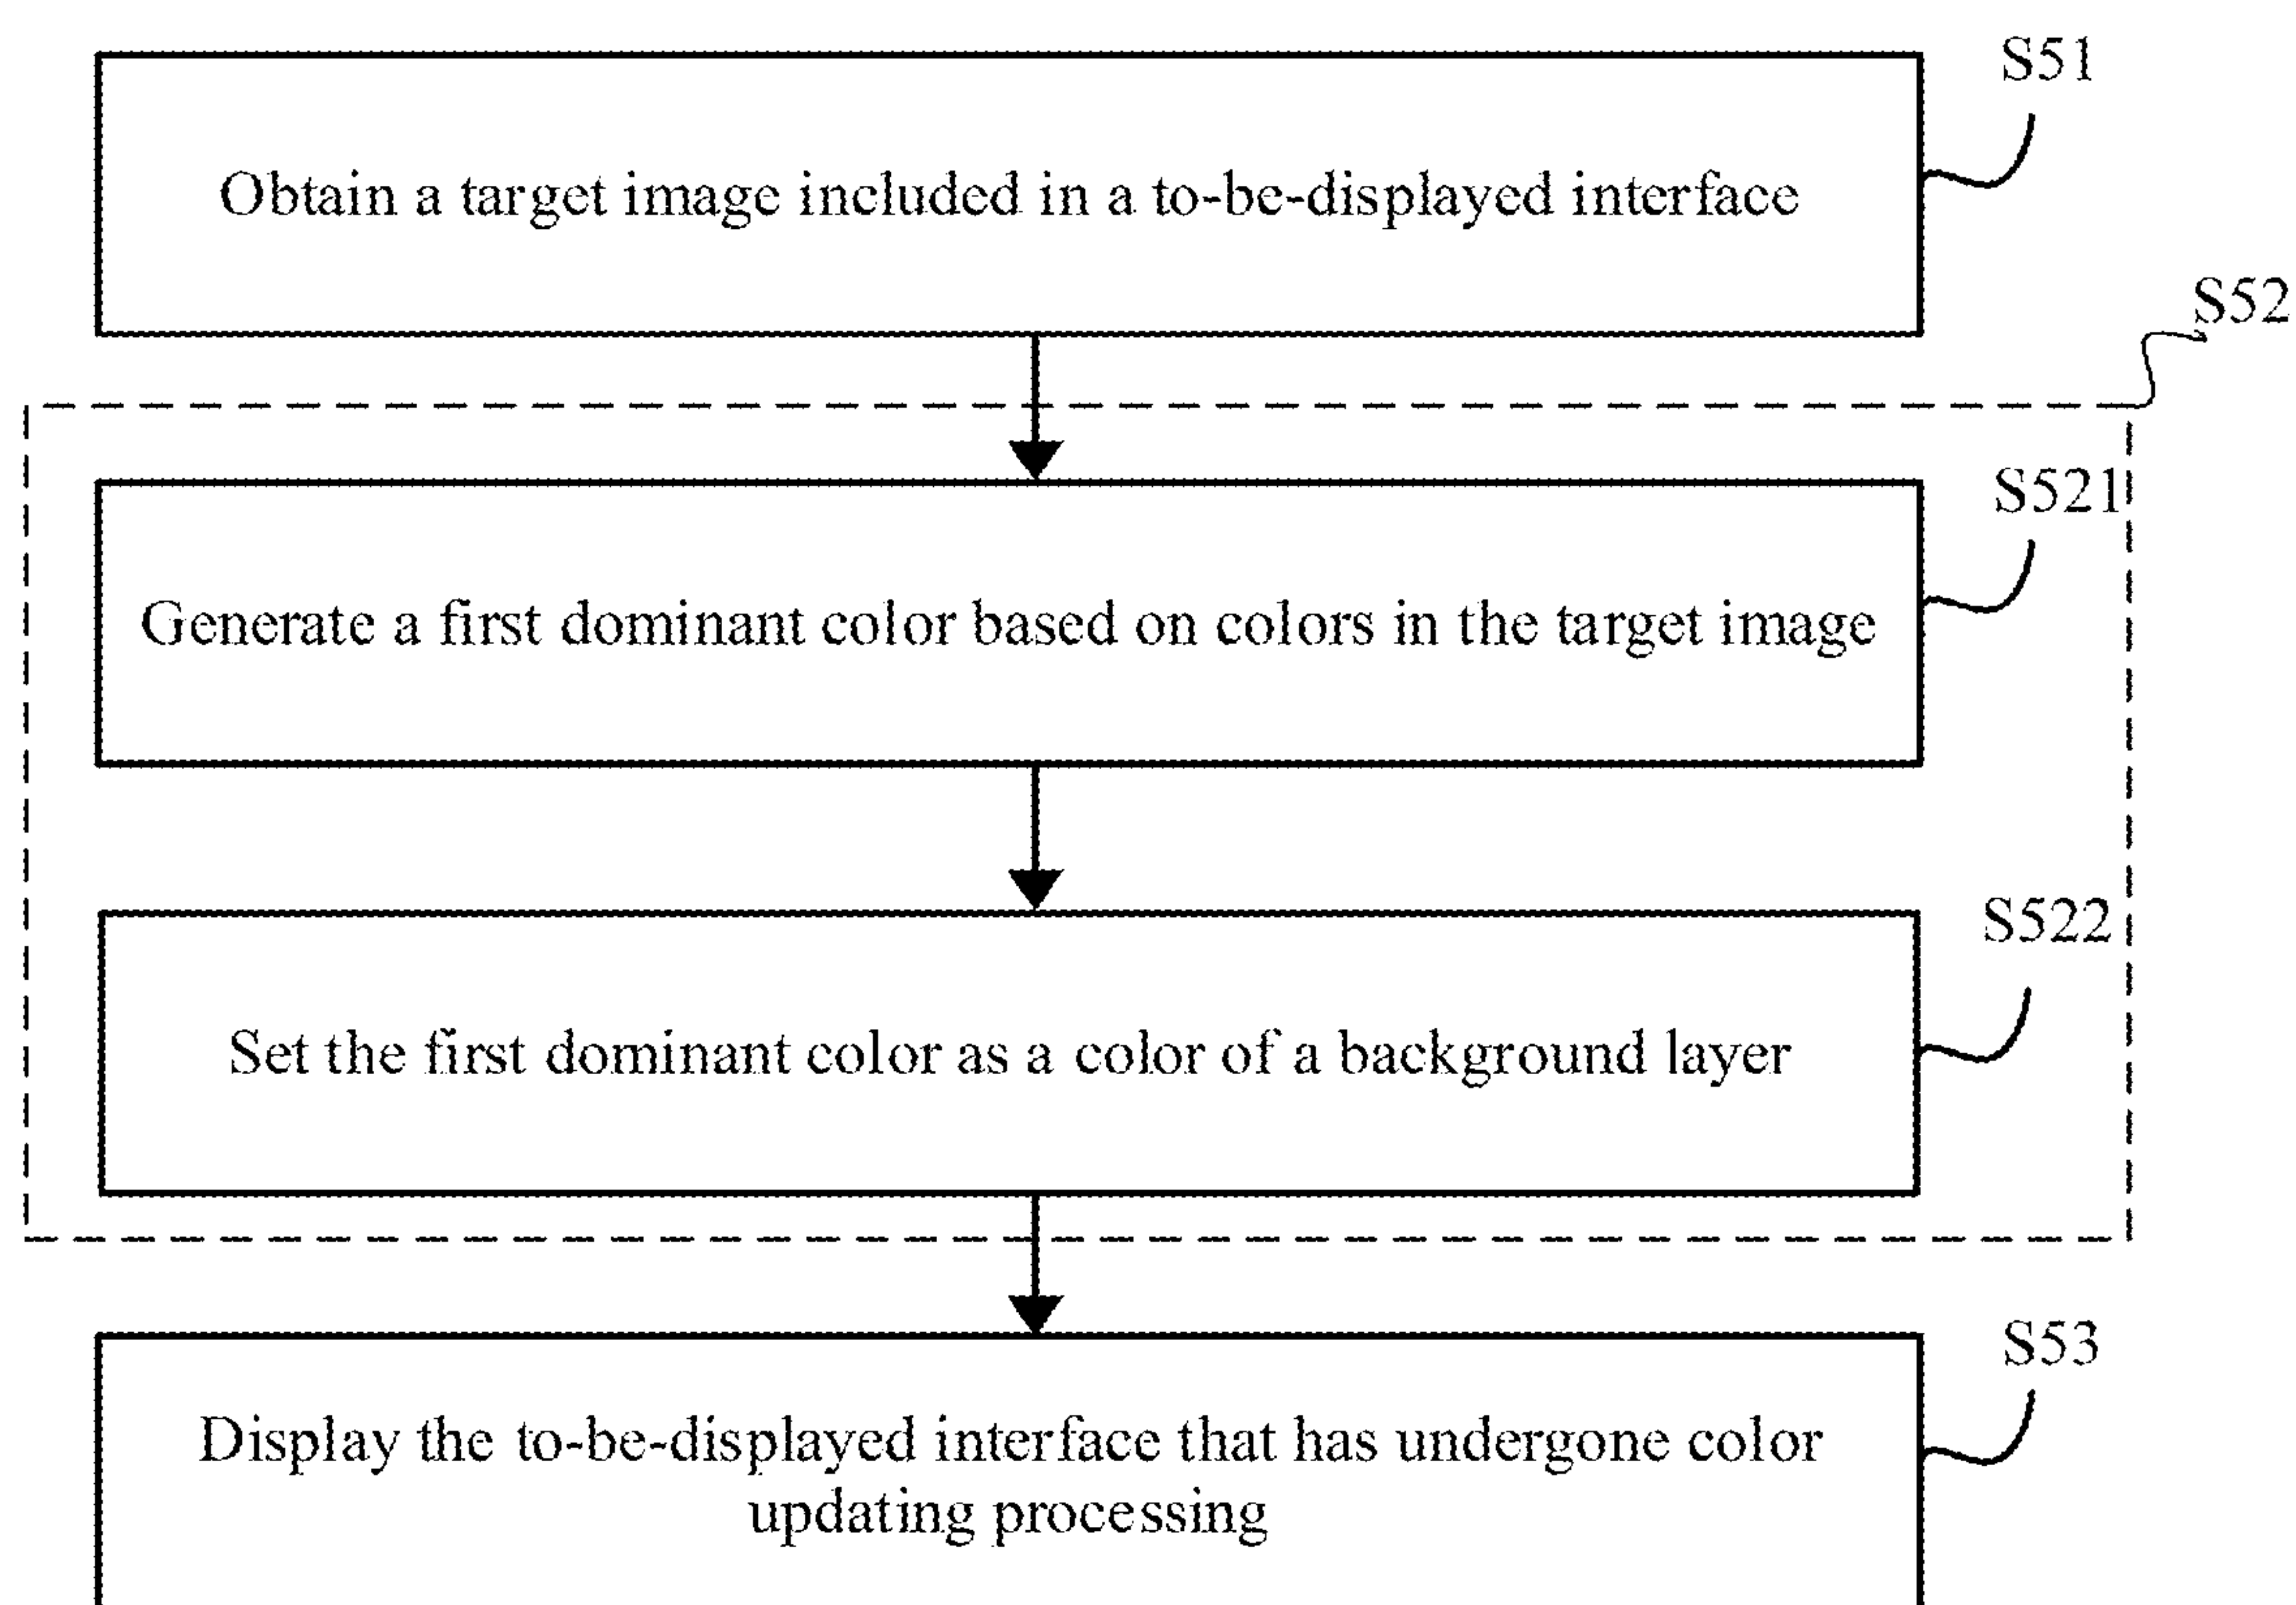 S51
Obtain a target image included in a to-be-displayed interface
S52
S521
Generate a first dominant color based on colors in the target image
S522
Set the first dominant color as a color of a background layer
S53
Display the to-be-displayed interface that has undergone color
updating processing